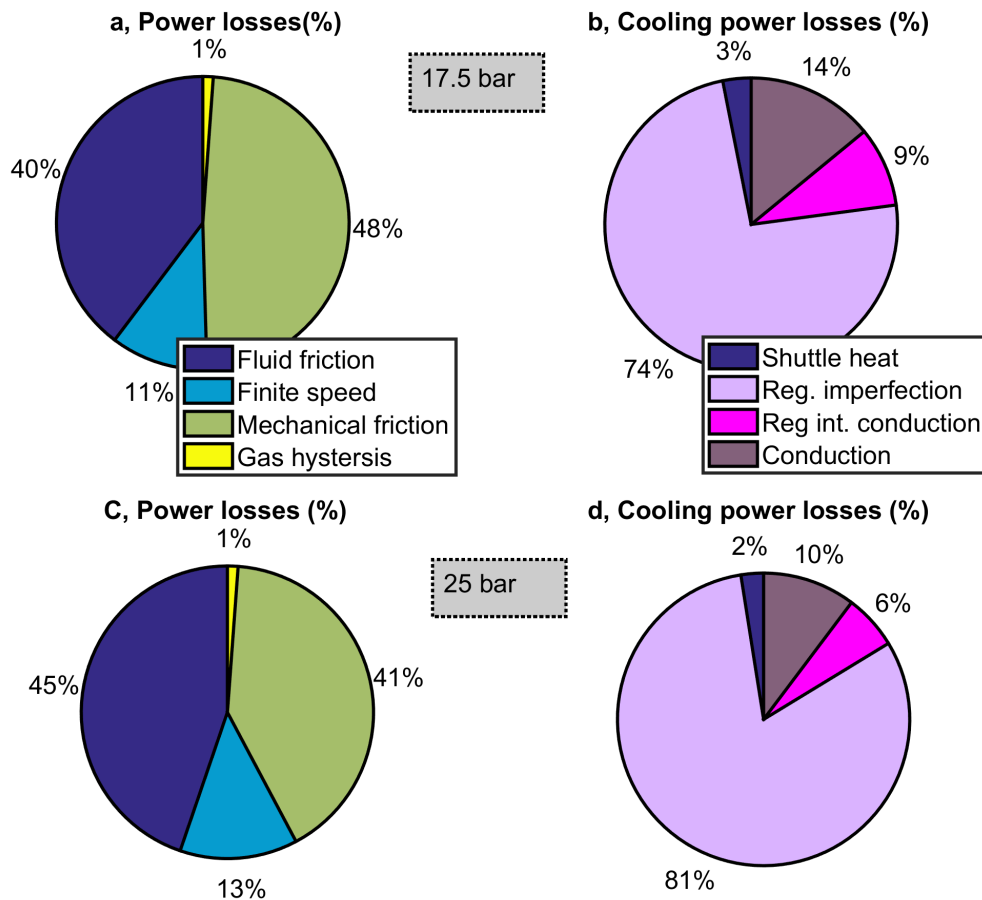 a, Power losses(%)
1%
40%
48%
11%
17.5 bar
b, Cooling power losses (%)
3%
14%
9%
74%
Fluid friction
Finite speed
Mechanical friction
Gas hystersis
Shuttle heat
Reg. imperfection
Reg int. conduction
Conduction
C, Power losses (%)
1%
45%
41%
13%
25 bar
d, Cooling power losses (%)
2%
10%
6%
81%